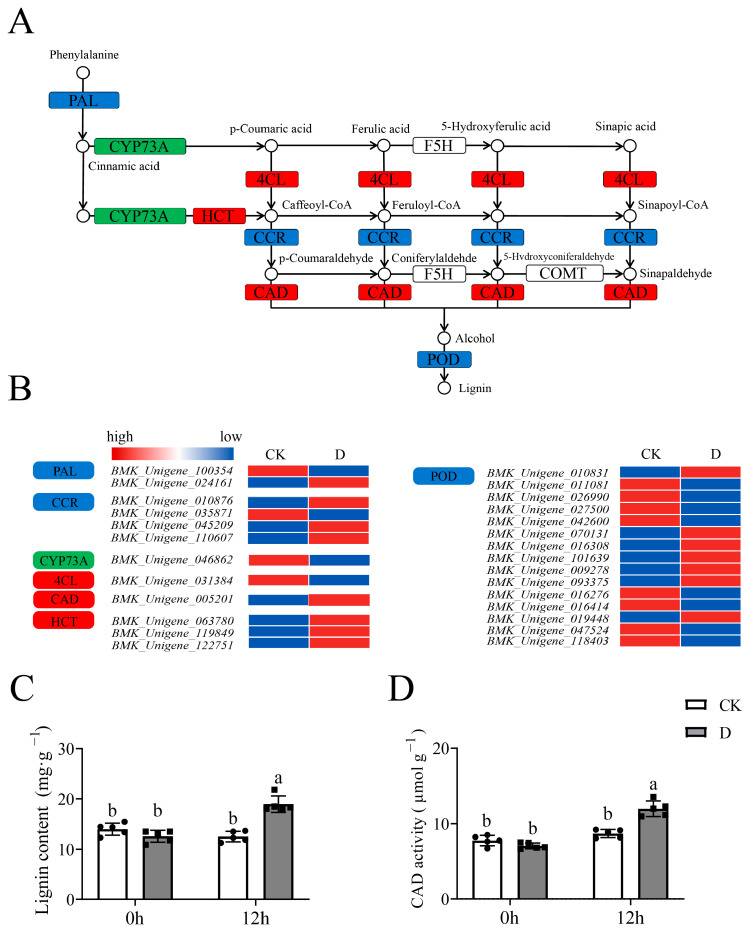 A
Phenylalanine
PAL
p-Coumaric acid
Ferulic acid
5-Hydroxyferulic acid
Sinapic acid
CYP73A
F5H
Cinnamic acid
4CL
4CL
4CL
4CL
Caffeoyl-CoA
Feruloyl-CoA
Sinapoyl-CoA
CYP73A
HCT
CCR
CCR
CCR
CCR
p-Coumaraldehyde
Coniferylaldehde
5-Hydroxyconiferaldehyde
F5H
COMT
Sinapaldehyde
CAD
CAD
CAD
CAD
Alcohol
POD
Lignin
B
high
low
CK
D
PAL
BMK_Unigene_100354
BMK_Unigene_024161
CCR
BMK_Unigene_010876
BMK_Unigene_035871
BMK_Unigene_045209
BMK_Unigene_110607
CYP73A
BMK_Unigene_046862
4CL
BMK_Unigene_031384
CAD
BMK_Unigene_005201
HCT
BMK_Unigene_063780
BMK_Unigene_119849
BMK_Unigene_122751
CK
D
POD
BMK_Unigene_010831
BMK_Unigene_011081
BMK_Unigene_026990
BMK_Unigene_027500
BMK_Unigene_042600
BMK_Unigene_070131
BMK_Unigene_016308
BMK_Unigene_101639
BMK_Unigene_009278
BMK_Unigene_093375
BMK_Unigene_016276
BMK_Unigene_016414
BMK_Unigene_019448
BMK_Unigene_047524
BMK_Unigene_118403
C
Lignin content (mg·g⁻¹)
30
20
10
0
b
b
b
a
0h
12h
D
CK
D
CAD activity ( μmol g⁻¹)
20
10
0
b
b
b
a
0h
12h